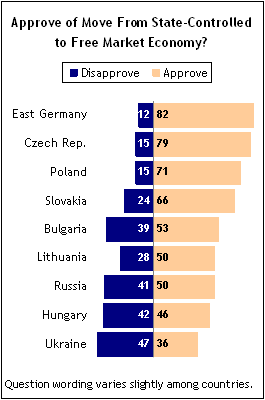 Approve of Move From State-Controlled
to Free Market Economy?
Disapprove Approve
East Germany 12 82
Czech Rep. 15 79
Poland 15 71
Slovakia 24 66
Bulgaria 39 53
Lithuania 28 50
Russia 41 50
Hungary 42 46
Ukraine 47 36
Question wording varies slightly among countries.